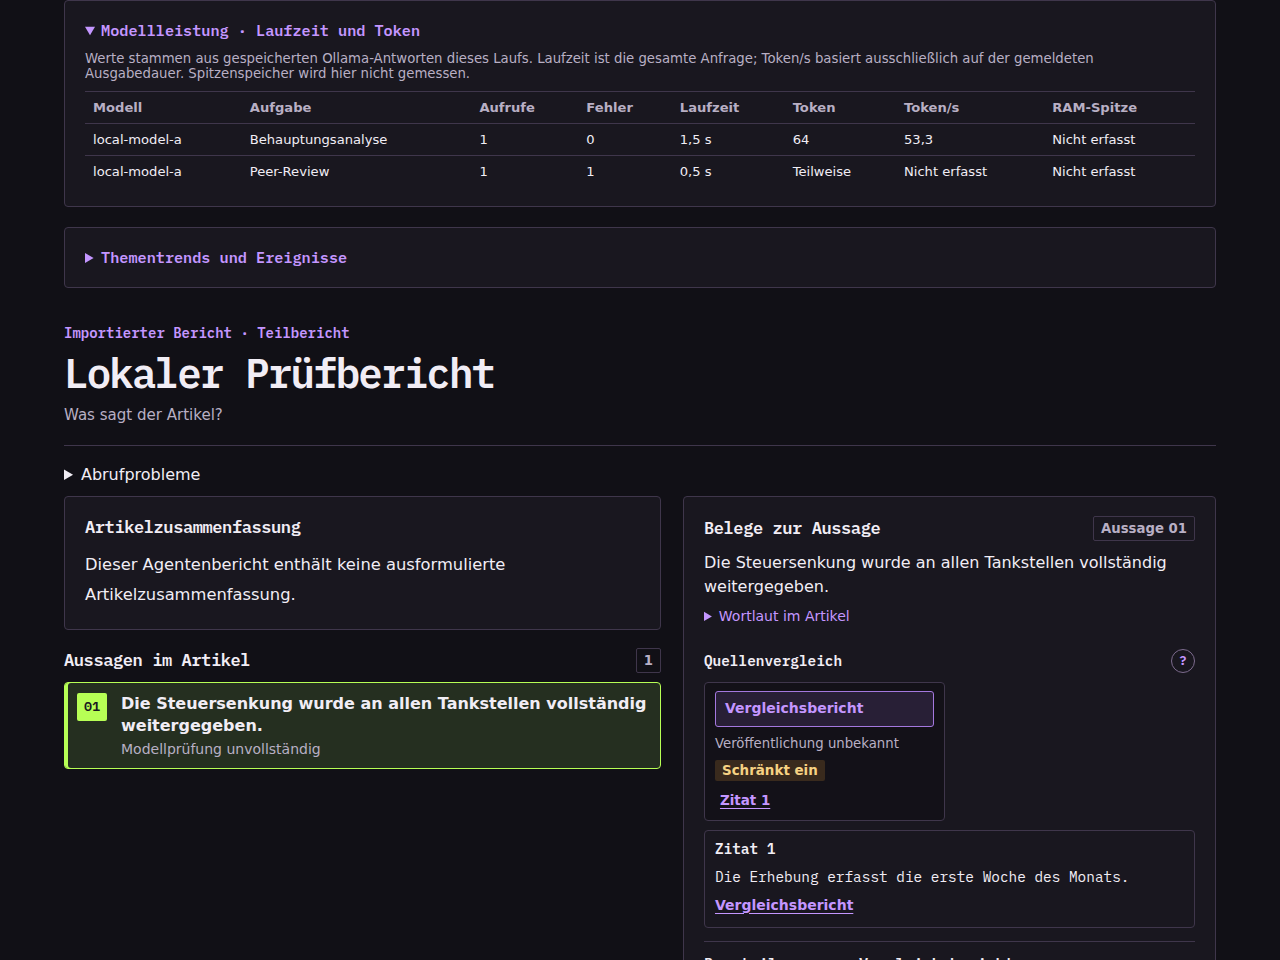 Modellleistung · Laufzeit und Token
Werte stammen aus gespeicherten Ollama-Antworten dieses Laufs. Laufzeit ist die gesamte Anfrage; Token/s basiert ausschließlich auf der gemeldeten
Ausgabedauer. Spitzenspeicher wird hier nicht gemessen.
Modell Aufgabe Aufrufe Fehler Laufzeit Token Token/s RAM-Spitze
local-model-a Behauptungsanalyse 1 0 1,5 s 64 53,3 Nicht erfasst
local-model-a Peer-Review 1 1 0,5 s Teilweise Nicht erfasst Nicht erfasst
Thementrends und Ereignisse
Importierter Bericht · Teilbericht
Lokaler Prüfbericht
Was sagt der Artikel?
Abrufprobleme
Artikelzusammenfassung
Dieser Agentenbericht enthält keine ausformulierte
Artikelzusammenfassung.
Aussagen im Artikel 1
01 Die Steuersenkung wurde an allen Tankstellen vollständig
weitergegeben.
Modellprüfung unvollständig
Belege zur Aussage Aussage 01
Die Steuersenkung wurde an allen Tankstellen vollständig
weitergegeben.
Wortlaut im Artikel
Quellenvergleich ?
Vergleichsbericht
Veröffentlichung unbekannt
Schränkt ein
Zitat 1
Zitat 1
Die Erhebung erfasst die erste Woche des Monats.
Vergleichsbericht